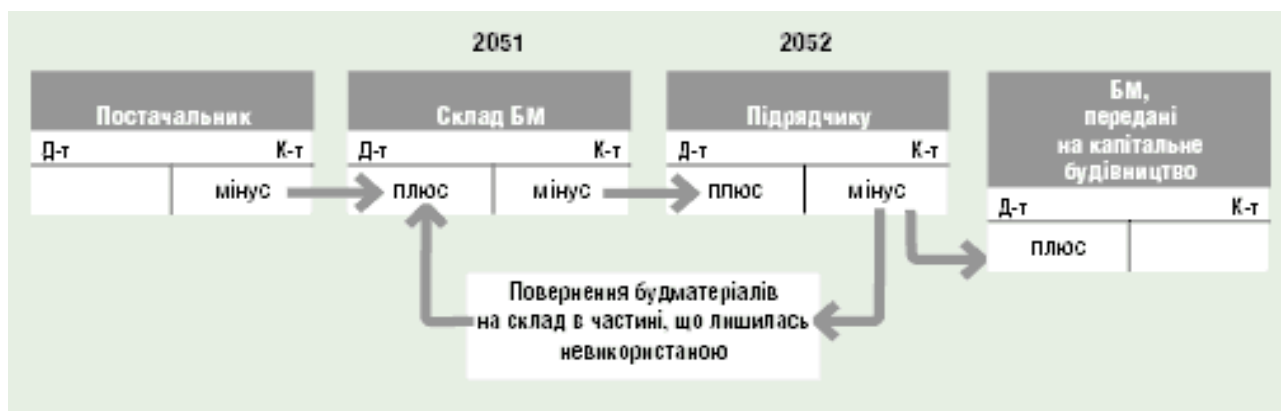 2051
2052
Постачальник
Склад БМ
Підрядчику
БМ,
передані
на капітальне
будівництво
Д-т К-т
Д-т К-т
Д-т К-т
Д-т К-т
мінус
плюс мінус
плюс мінус
плюс
Повернення будматеріалів
на склад в частині, що лишилась
невикористаною